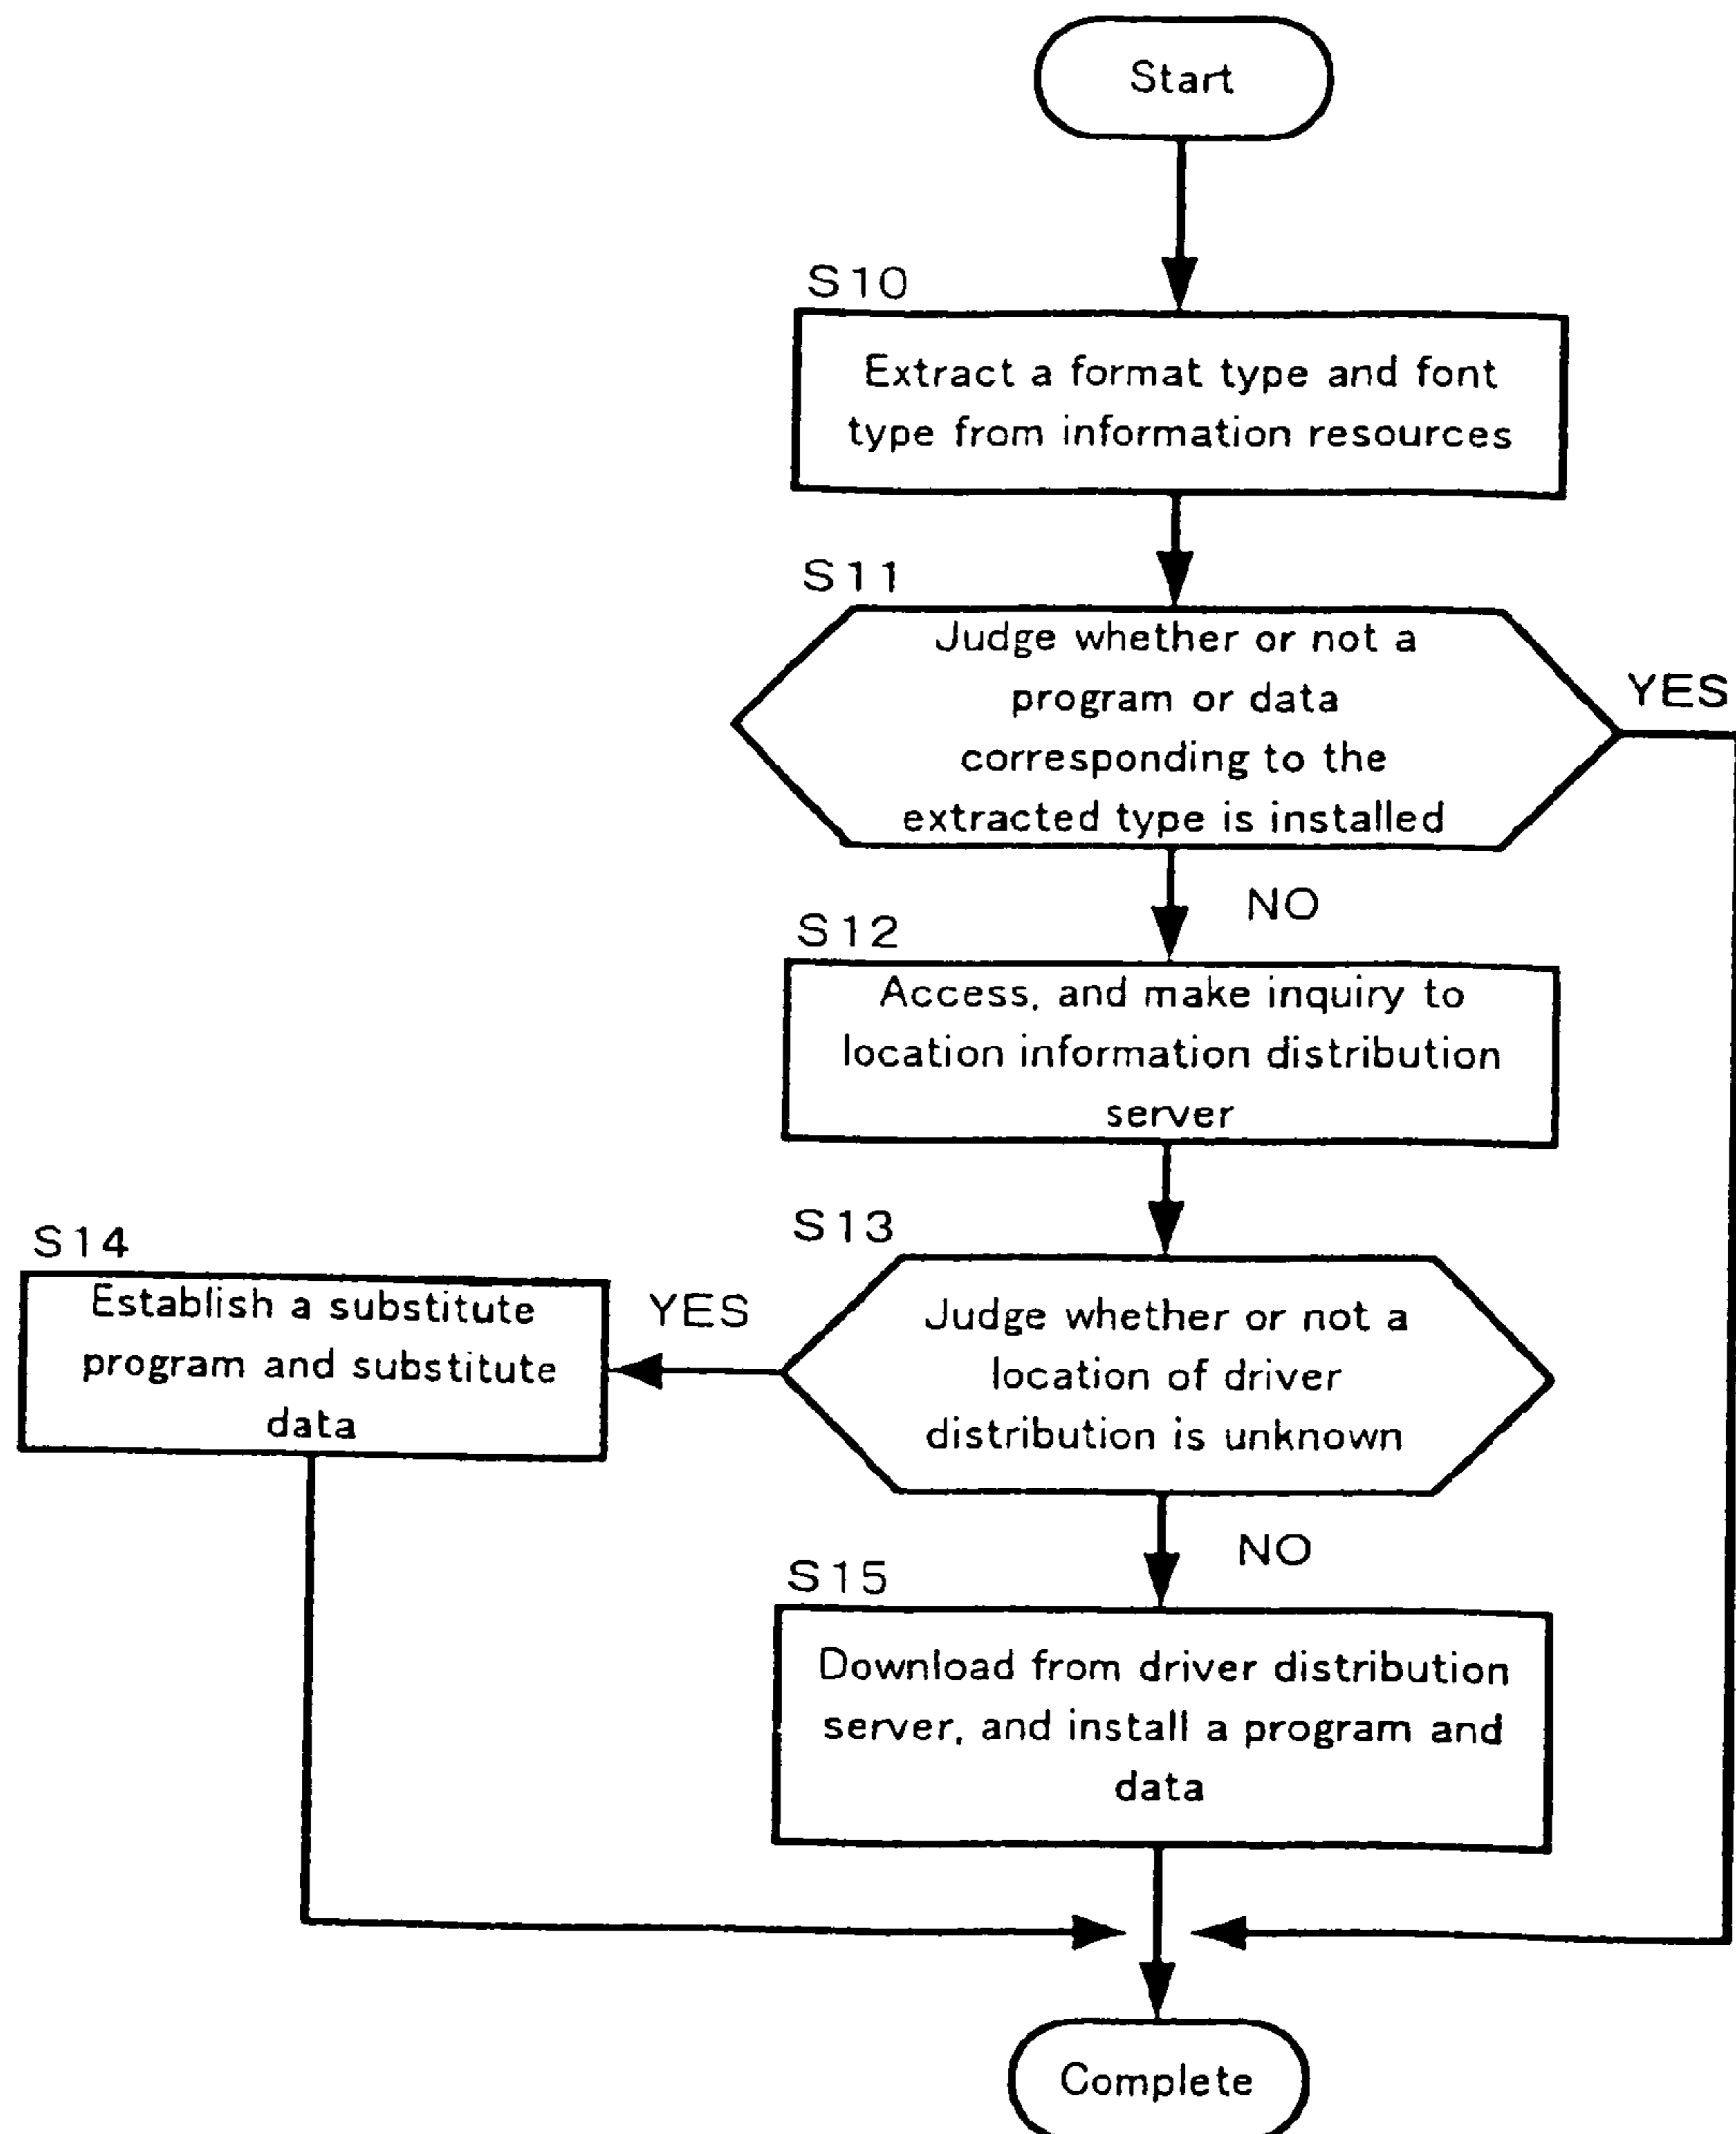 Start
S10
Extract a format type and font
type from information resources
S11
Judge whether or not a
program or data
corresponding to the
extracted type is installed
YES
NO
S12
Access, and make inquiry to
location information distribution
server
S13
Judge whether or not a
location of driver
distribution is unknown
YES
S14
Establish a substitute
program and substitute
data
NO
S15
Download from driver distribution
server, and install a program and
data
Complete